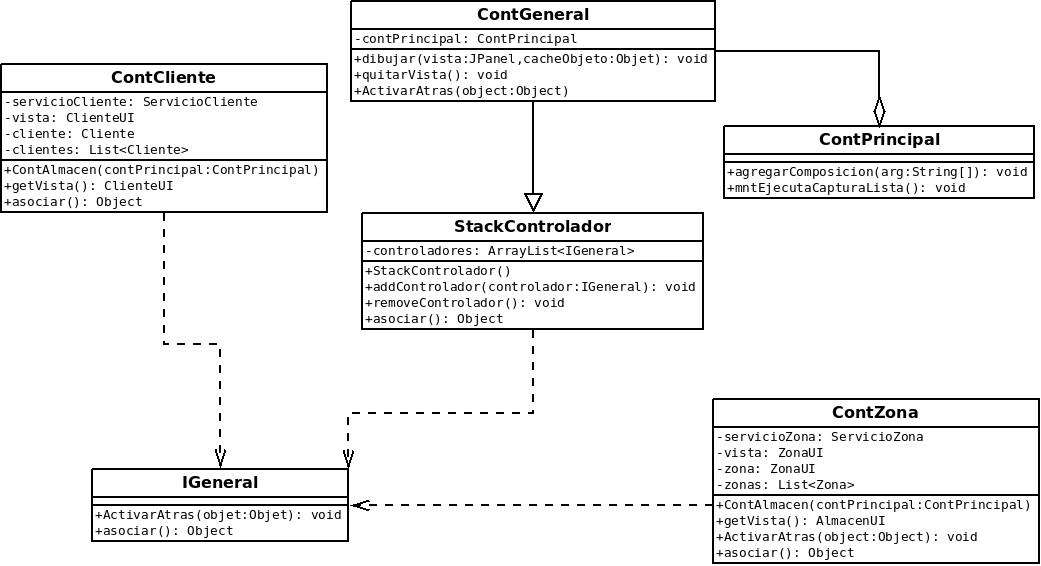 ContGeneral
-contPrincipal: ContPrincipal
+dibujar(vista:JPanel,cacheObjeto:Objet): void
+quitarVista(): void
+ActivarAtras(object:Object)
ContCliente
-servicioCliente: ServicioCliente
-vista: ClienteUI
-cliente: Cliente
-clientes: List<Cliente>
+ContAlmacen(contPrincipal:ContPrincipal)
+getVista(): ClienteUI
+asociar(): Object
ContPrincipal
+agregarComposicion(arg:String[]): void
+mntEjecutaCapturaLista(): void
StackControlador
-controladores: ArrayList<IGeneral>
+StackControlador()
+addControlador(controlador:IGeneral): void
+removeControlador(): void
+asociar(): Object
ContZona
-servicioZona: ServicioZona
-vista: ZonaUI
-zona: ZonaUI
-zonas: List<Zona>
+ContAlmacen(contPrincipal:ContPrincipal)
+getVista(): AlmacenUI
+ActivarAtras(object:Object): void
+asociar(): Object
IGeneral
+ActivarAtras(objet:Objet): void
+asociar(): Object